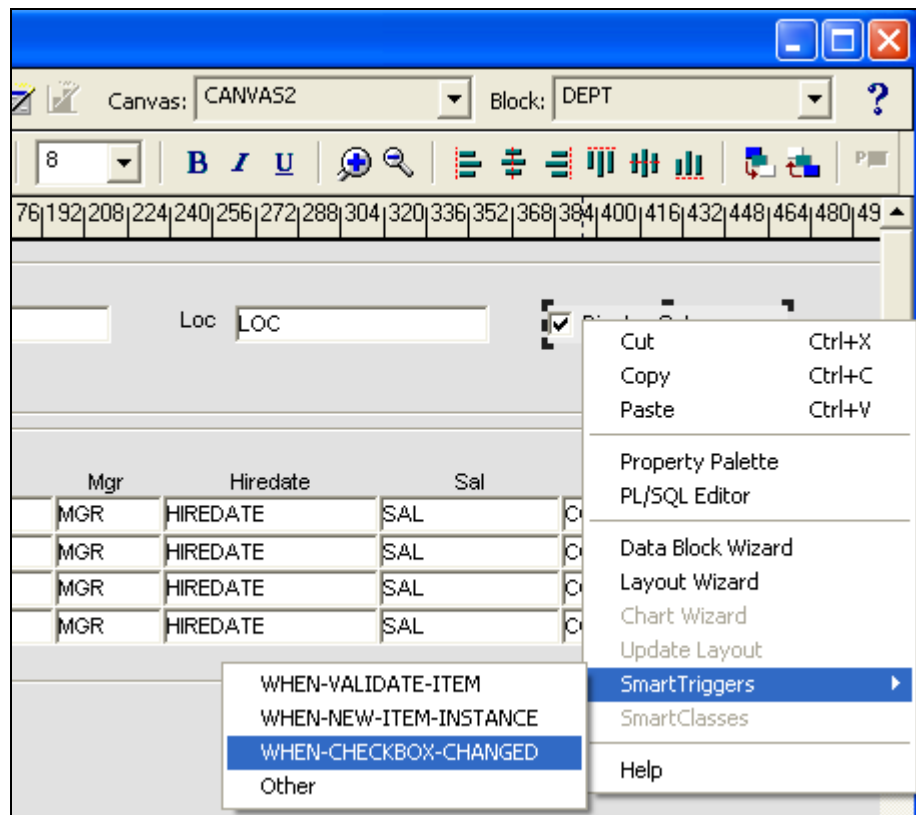 Canvas: CANVAS2 Block: DEPT ?
8 B I U
76 192 208 224 240 256 272 288 304 320 336 352 368 384 400 416 432 448 464 480 49
Loc LOC
Cut Ctrl+X
Copy Ctrl+C
Paste Ctrl+V
Property Palette
PL/SQL Editor
Data Block Wizard
Layout Wizard
Chart Wizard
Update Layout
SmartTriggers
SmartClasses
Help
Mgr Hiredate Sal
MGR HIREDATE SAL
MGR HIREDATE SAL
MGR HIREDATE SAL
MGR HIREDATE SAL
WHEN-VALIDATE-ITEM
WHEN-NEW-ITEM-INSTANCE
WHEN-CHECKBOX-CHANGED
Other